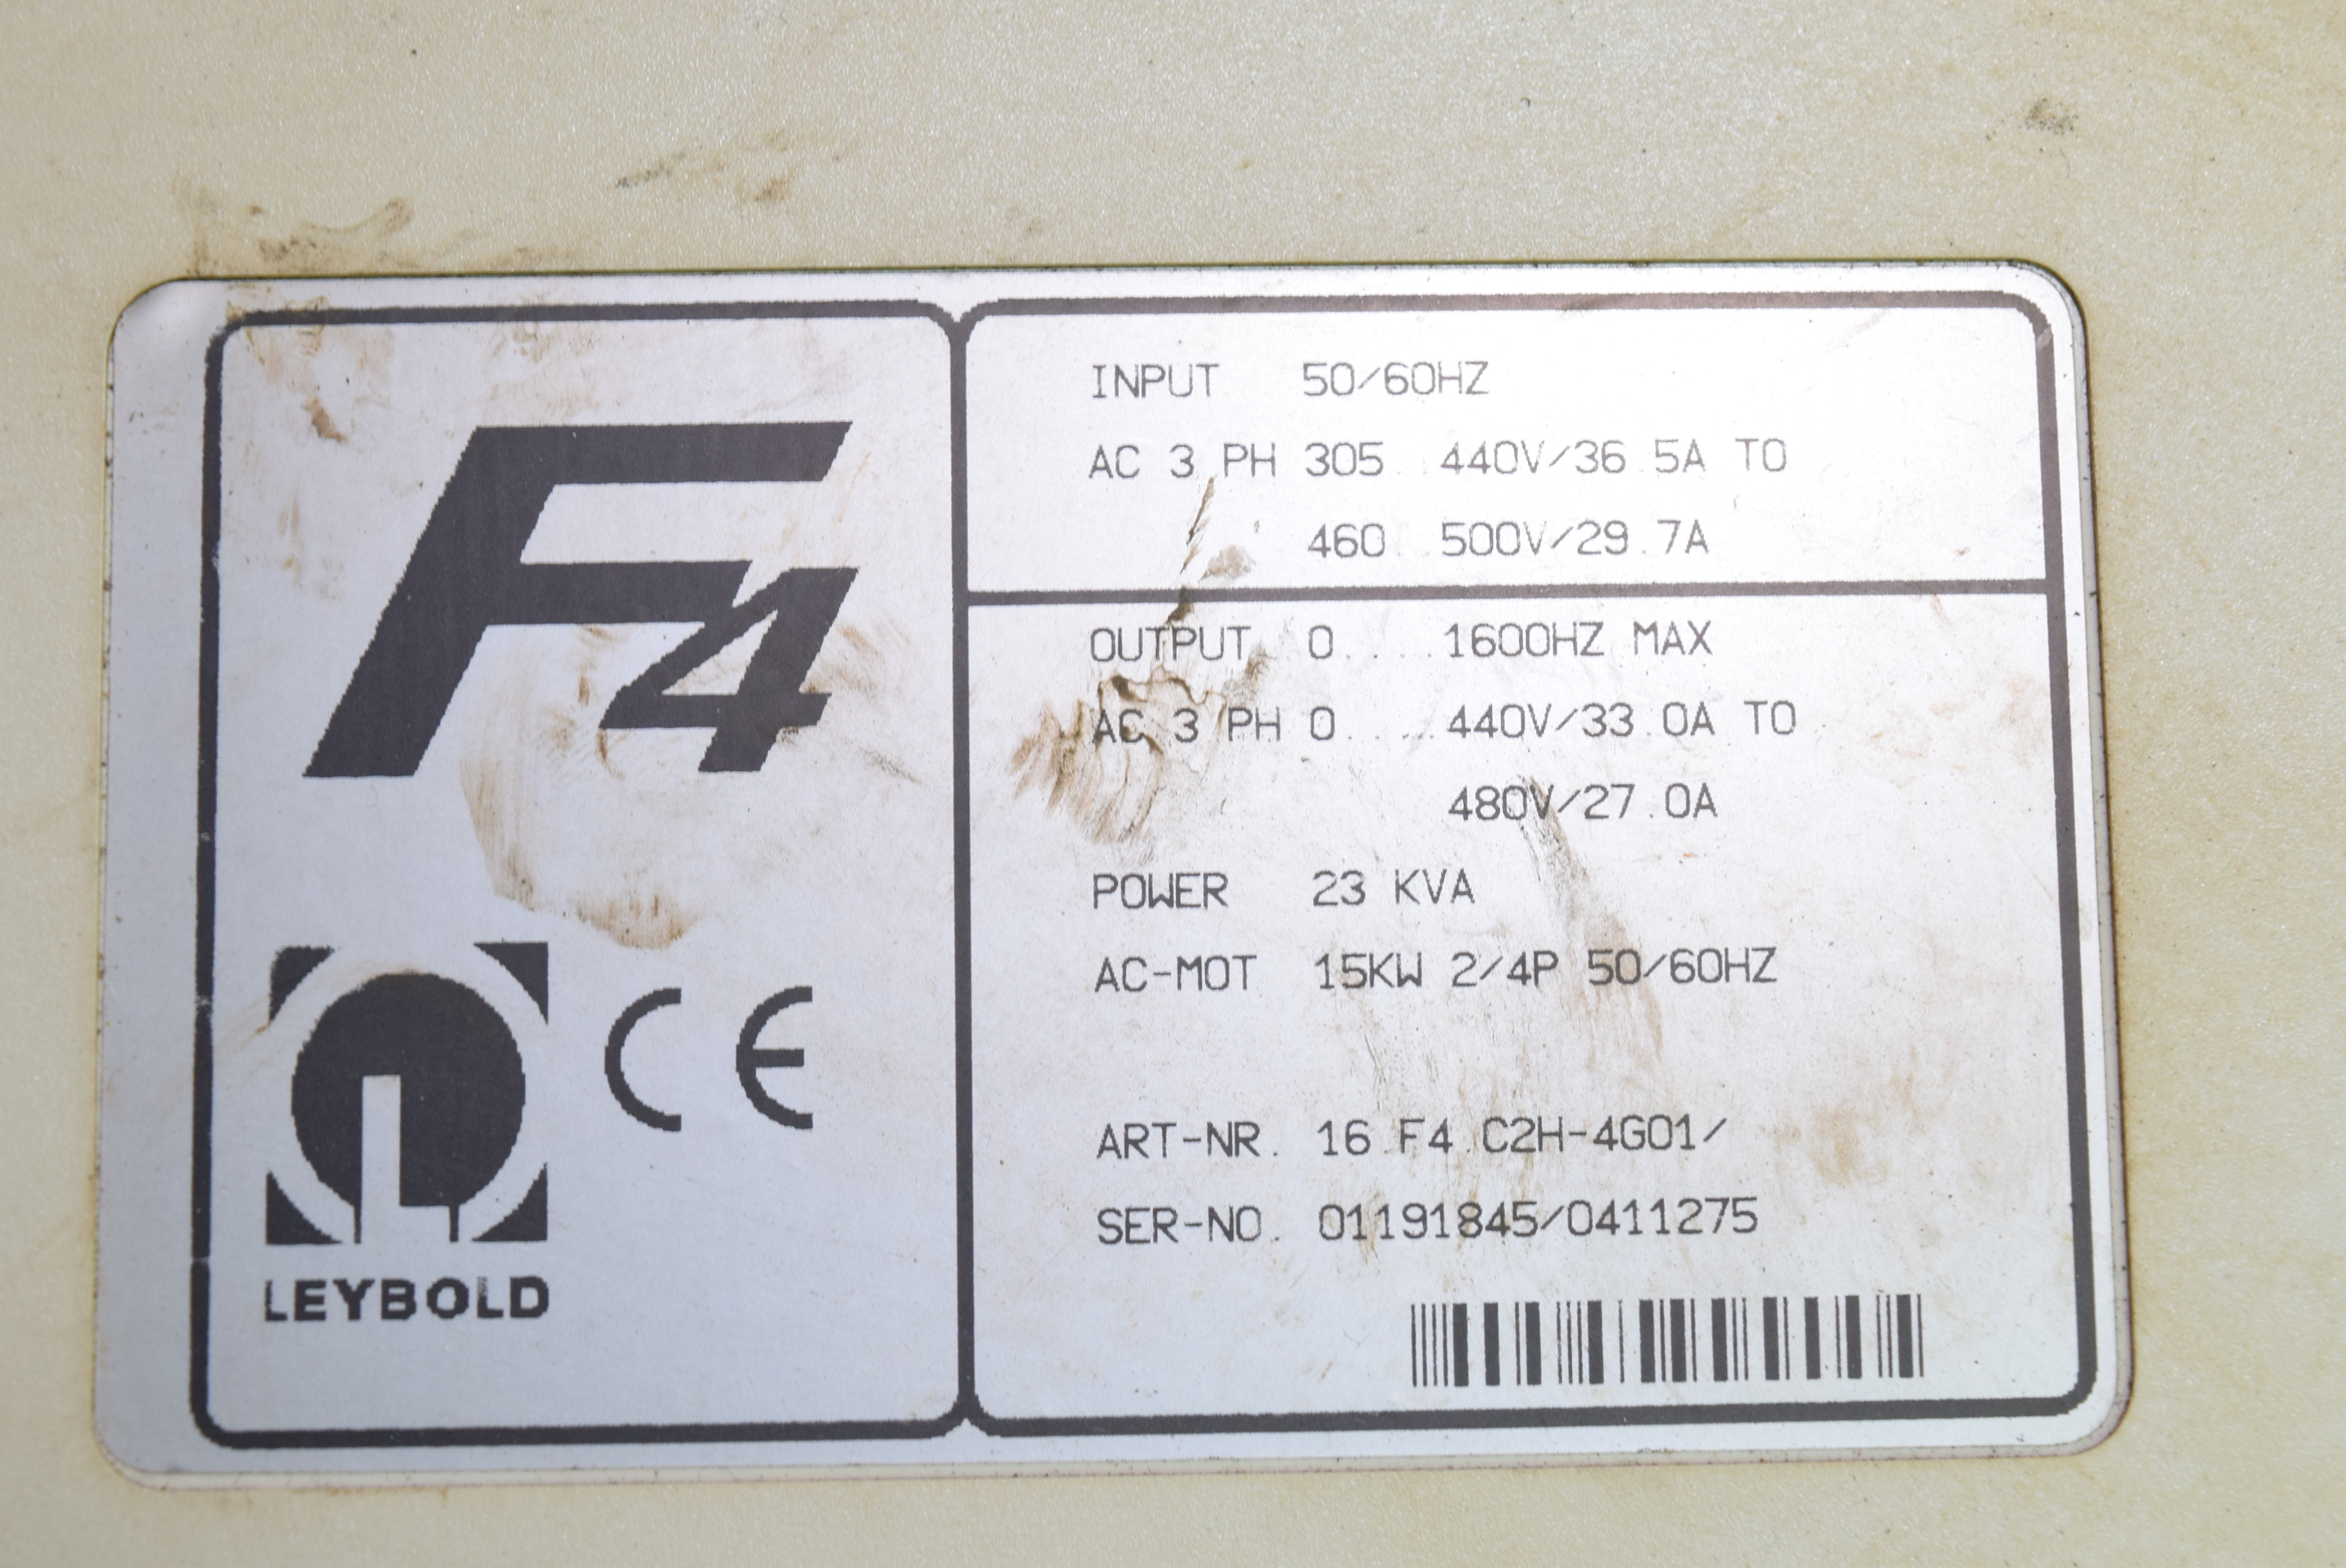 F4
CE
LEYBOLD
INPUT 50/60HZ
AC 3 PH 305..440V/36.5A TO
460..500V/29.7A
OUTPUT 0.....1600HZ MAX
AC 3 PH 0.....440V/33.0A TO
480V/27.0A
POWER 23 KVA
AC-MOT 15KW 2/4P 50/60HZ
ART-NR. 16.F4.C2H-4G01/
SER-NO. 01191845/0411275